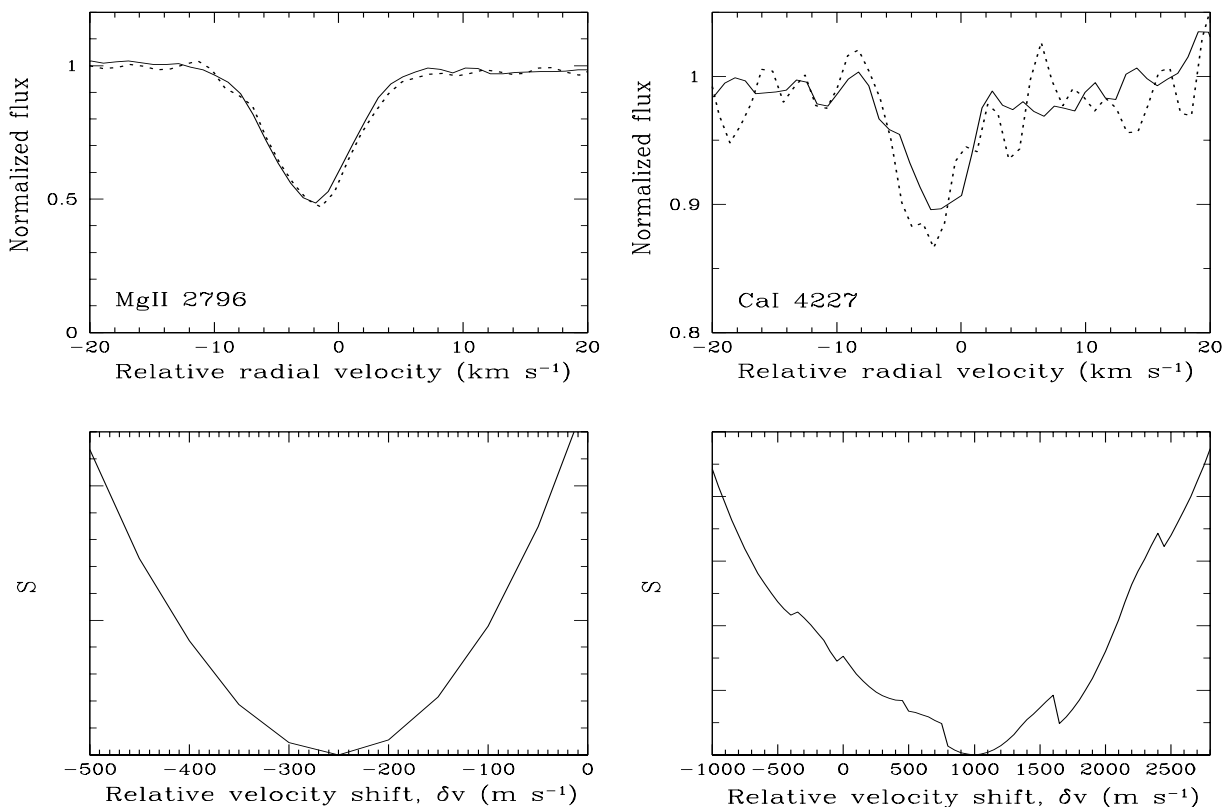 Normalized flux
1
0.5
0
MgII 2796
−20 −10 0 10 20
Relative radial velocity (km s⁻¹)
Normalized flux
1
0.9
0.8
CaI 4227
−20 −10 0 10 20
Relative radial velocity (km s⁻¹)
S
−500 −400 −300 −200 −100 0
Relative velocity shift, δv (m s⁻¹)
S
−1000 −500 0 500 1000 1500 2000 2500
Relative velocity shift, δv (m s⁻¹)